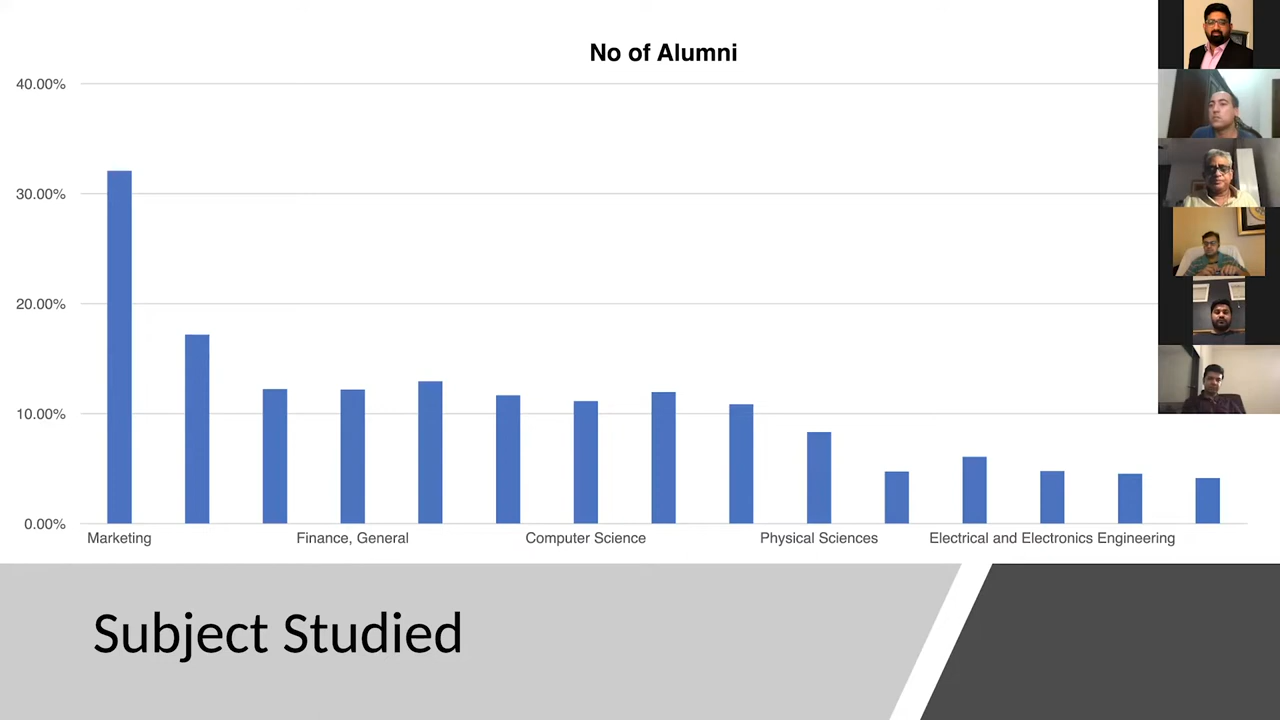 No of Alumni
40.00%
30.00%
20.00%
10.00%
0.00%
Marketing Finance, General Computer Science Physical Sciences Electrical and Electronics Engineering
Subject Studied